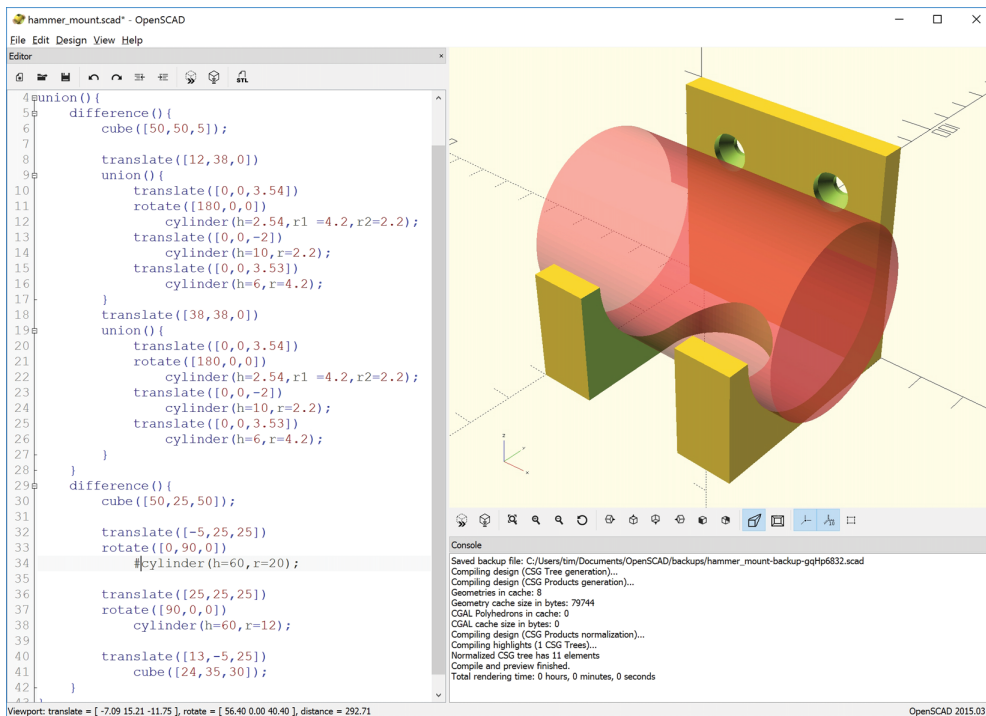 hammer_mount.scad* - OpenSCAD
File Edit Design View Help
Editor
STL
4 union(){
5 difference(){
6 cube([50,50,5]);
7
8 translate([12,38,0])
9 union(){
10 translate([0,0,3.54])
11 rotate([180,0,0])
12 cylinder(h=2.54,r1 =4.2,r2=2.2);
13 translate([0,0,-2])
14 cylinder(h=10,r=2.2);
15 translate([0,0,3.53])
16 cylinder(h=6,r=4.2);
17 }
18 translate([38,38,0])
19 union(){
20 translate([0,0,3.54])
21 rotate([180,0,0])
22 cylinder(h=2.54,r1 =4.2,r2=2.2);
23 translate([0,0,-2])
24 cylinder(h=10,r=2.2);
25 translate([0,0,3.53])
26 cylinder(h=6,r=4.2);
27 }
28 }
29 difference(){
30 cube([50,25,50]);
31
32 translate([-5,25,25])
33 rotate([0,90,0])
34 #cylinder(h=60,r=20);
35
36 translate([25,25,25])
37 rotate([90,0,0])
38 cylinder(h=60,r=12);
39
40 translate([13,-5,25])
41 cube([24,35,30]);
42 }
z
y
x
Console
Saved backup file: C:/Users/tim/Documents/OpenSCAD/backups/hammer_mount-backup-gqHp6832.scad
Compiling design (CSG Tree generation)...
Compiling design (CSG Products generation)...
Geometries in cache: 8
Geometry cache size in bytes: 79744
CGAL Polyhedrons in cache: 0
CGAL cache size in bytes: 0
Compiling design (CSG Products normalization)...
Compiling highlights (1 CSG Trees)...
Normalized CSG tree has 11 elements
Compile and preview finished.
Total rendering time: 0 hours, 0 minutes, 0 seconds
Viewport: translate = [ -7.09 15.21 -11.75 ], rotate = [ 56.40 0.00 40.40 ], distance = 292.71
OpenSCAD 2015.03